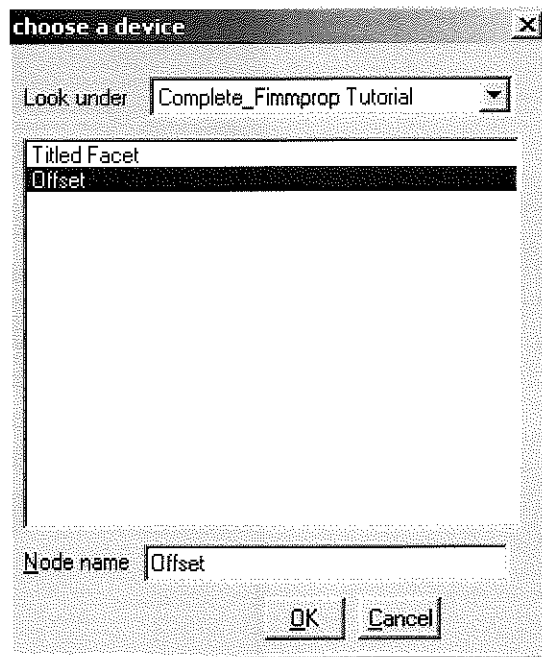 choose a device
Look under Complete_Fimmprop Tutorial
Titled Facet
Offset
Node name Offset
OK Cancel